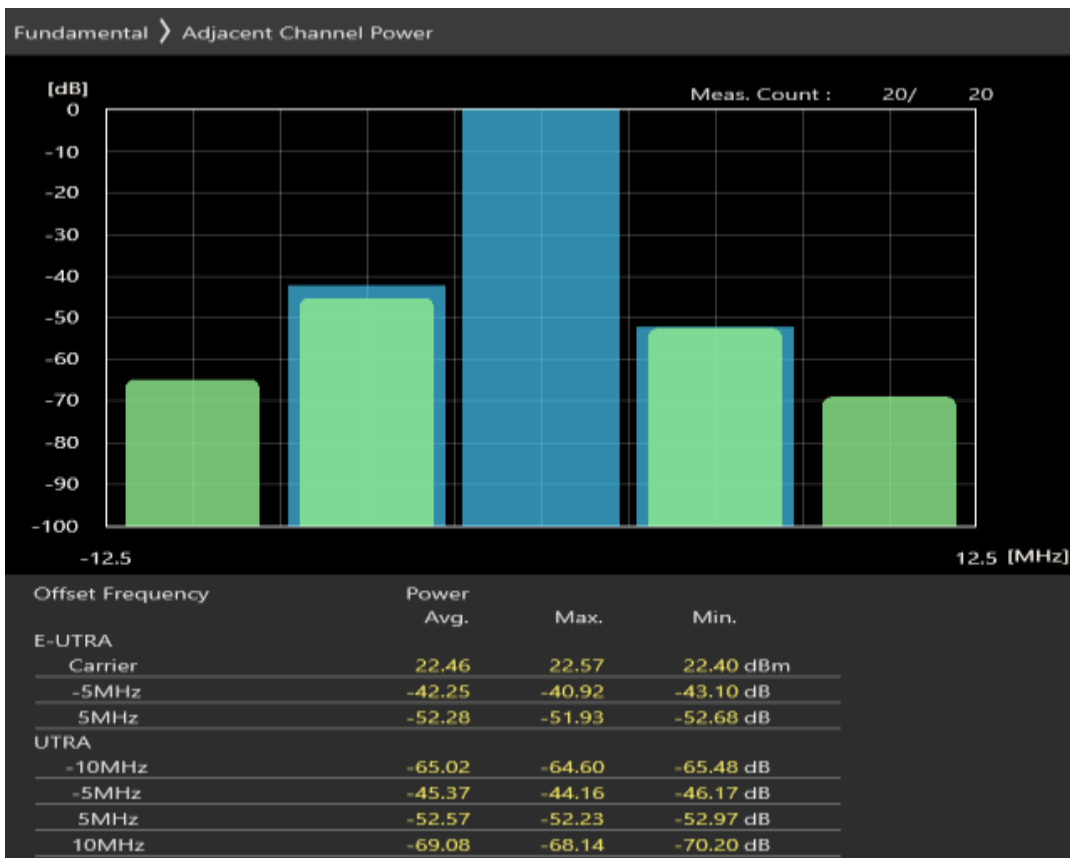 Fundamental 〉 Adjacent Channel Power
[dB]
Meas. Count : 20/ 20
0
-10
-20
-30
-40
-50
-60
-70
-80
-90
-100
-12.5 12.5 [MHz]
Offset Frequency Power
Avg. Max. Min.
E-UTRA
Carrier 22.46 22.57 22.40 dBm
-5MHz -42.25 -40.92 -43.10 dB
5MHz -52.28 -51.93 -52.68 dB
UTRA
-10MHz -65.02 -64.60 -65.48 dB
-5MHz -45.37 -44.16 -46.17 dB
5MHz -52.57 -52.23 -52.97 dB
10MHz -69.08 -68.14 -70.20 dB